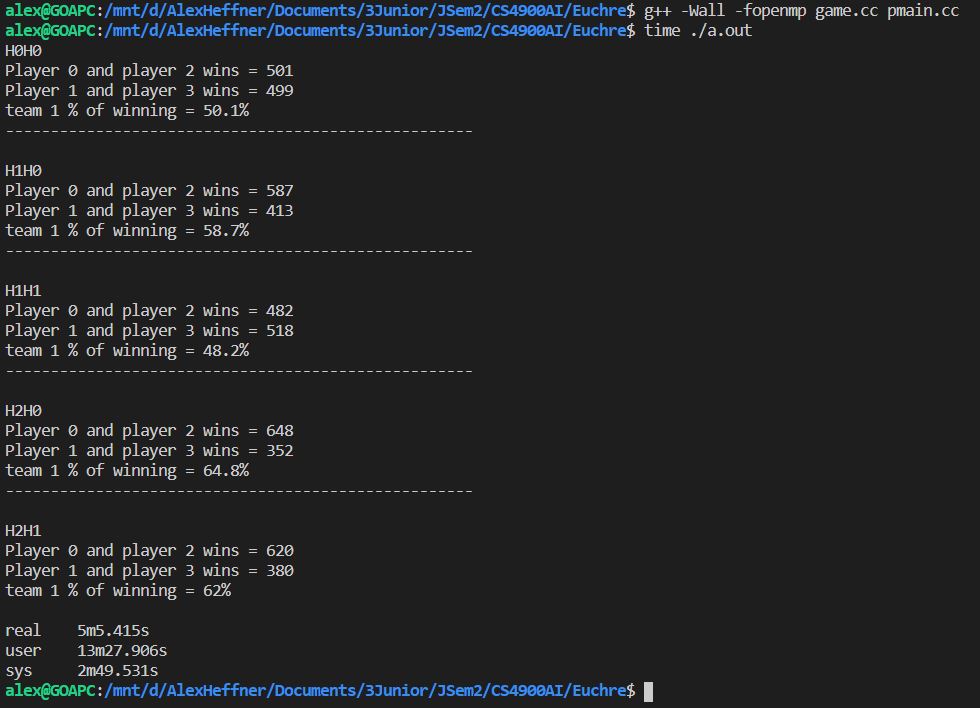 alex@GOAPC:/mnt/d/AlexHeffner/Documents/3Junior/JSem2/CS4900AI/Euchre$ g++ -Wall -fopenmp game.cc pmain.cc
alex@GOAPC:/mnt/d/AlexHeffner/Documents/3Junior/JSem2/CS4900AI/Euchre$ time ./a.out
H0H0
Player 0 and player 2 wins = 501
Player 1 and player 3 wins = 499
team 1 % of winning = 50.1%
----------------------------------------------------
H1H0
Player 0 and player 2 wins = 587
Player 1 and player 3 wins = 413
team 1 % of winning = 58.7%
----------------------------------------------------
H1H1
Player 0 and player 2 wins = 482
Player 1 and player 3 wins = 518
team 1 % of winning = 48.2%
----------------------------------------------------
H2H0
Player 0 and player 2 wins = 648
Player 1 and player 3 wins = 352
team 1 % of winning = 64.8%
----------------------------------------------------
H2H1
Player 0 and player 2 wins = 620
Player 1 and player 3 wins = 380
team 1 % of winning = 62%
real 5m5.415s
user 13m27.906s
sys 2m49.531s
alex@GOAPC:/mnt/d/AlexHeffner/Documents/3Junior/JSem2/CS4900AI/Euchre$